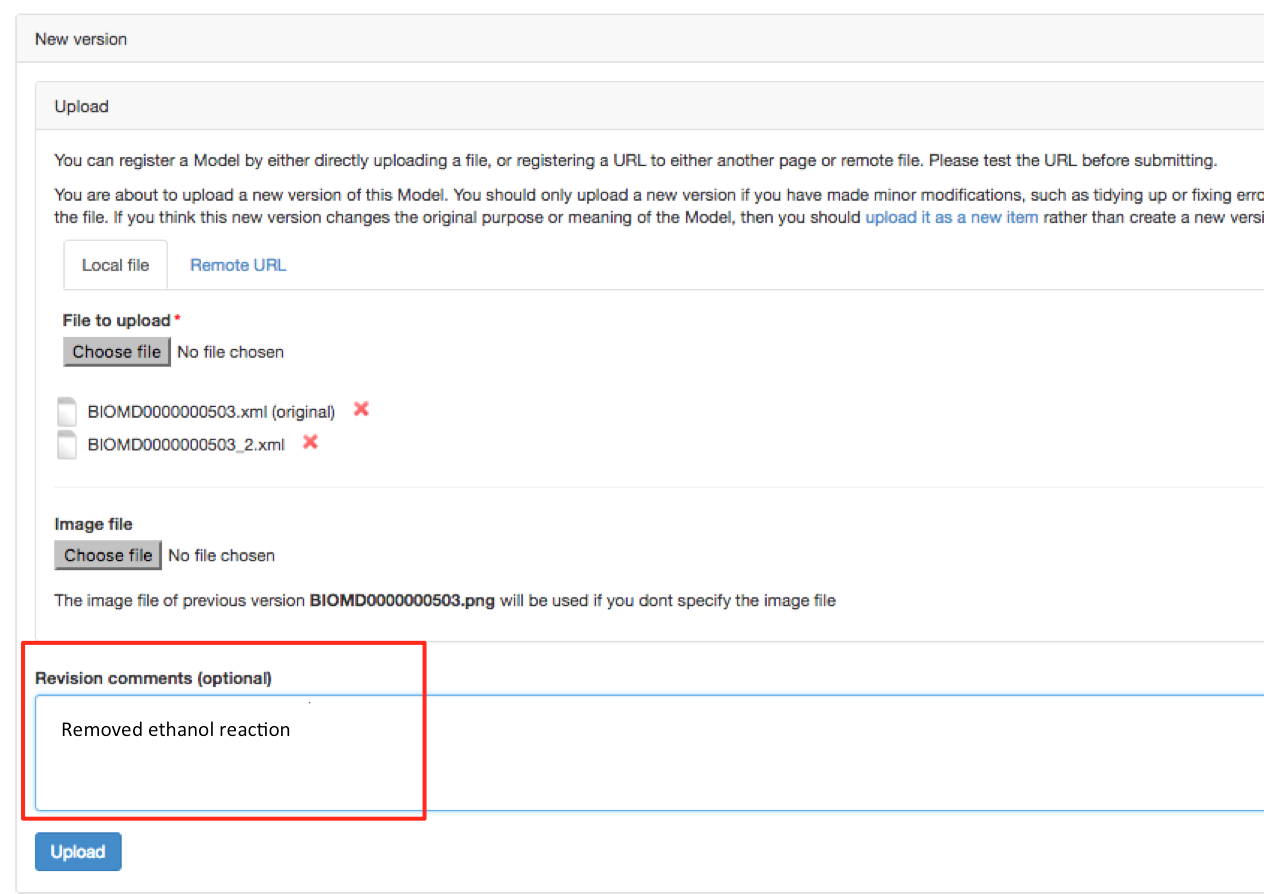 New version
Upload
You can register a Model by either directly uploading a file, or registering a URL to either another page or remote file. Please test the URL before submitting.
You are about to upload a new version of this Model. You should only upload a new version if you have made minor modifications, such as tidying up or fixing erro
the file. If you think this new version changes the original purpose or meaning of the Model, then you should upload it as a new item rather than create a new versi
Local file Remote URL
File to upload *
Choose file No file chosen
BIOMD0000000503.xml (original)
BIOMD0000000503_2.xml
Image file
Choose file No file chosen
The image file of previous version BIOMD0000000503.png will be used if you dont specify the image file
Revision comments (optional)
Removed ethanol reaction
Upload